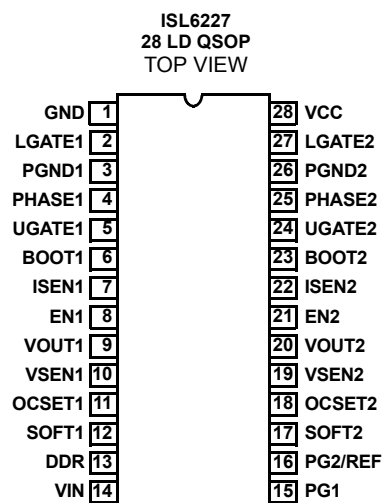 ISL6227
28 LD QSOP
TOP VIEW
GND 1 28 VCC
LGATE1 2 27 LGATE2
PGND1 3 26 PGND2
PHASE1 4 25 PHASE2
UGATE1 5 24 UGATE2
BOOT1 6 23 BOOT2
ISEN1 7 22 ISEN2
EN1 8 21 EN2
VOUT1 9 20 VOUT2
VSEN1 10 19 VSEN2
OCSET1 11 18 OCSET2
SOFT1 12 17 SOFT2
DDR 13 16 PG2/REF
VIN 14 15 PG1